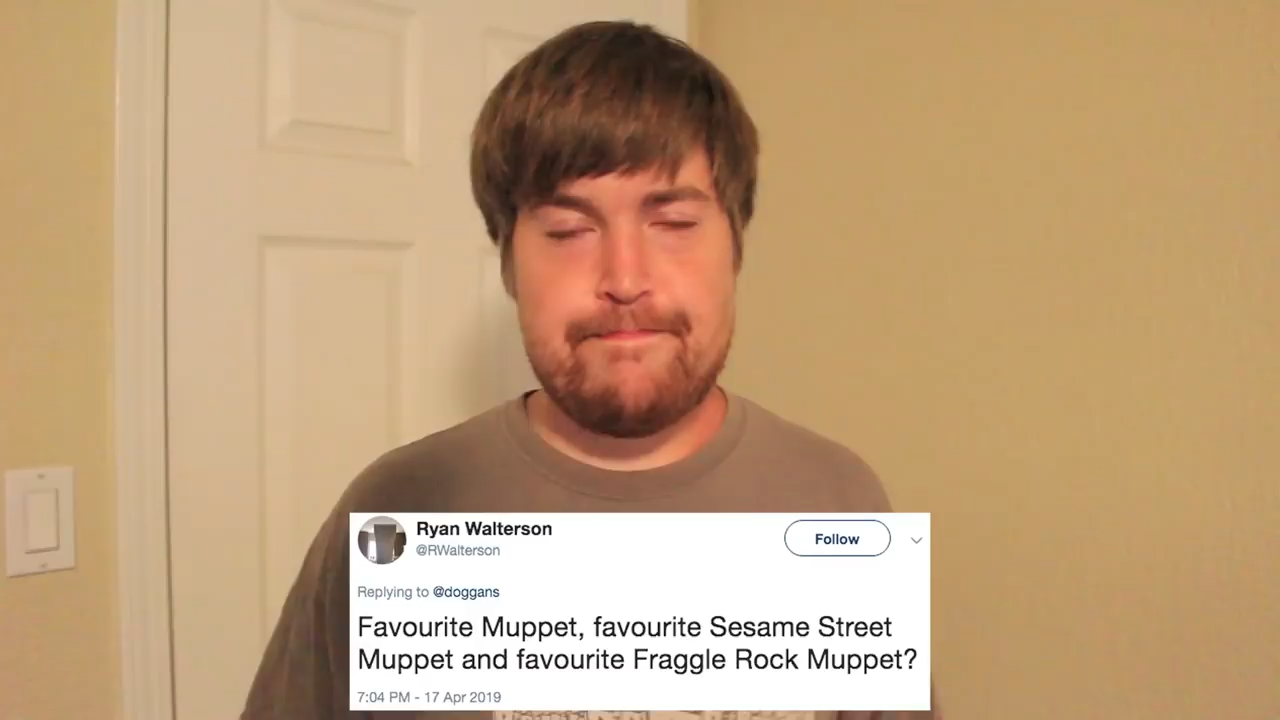 Ryan Walterson
@RWalterson
Follow
Replying to @doggans
Favourite Muppet, favourite Sesame Street
Muppet and favourite Fraggle Rock Muppet?
7:04 PM - 17 Apr 2019